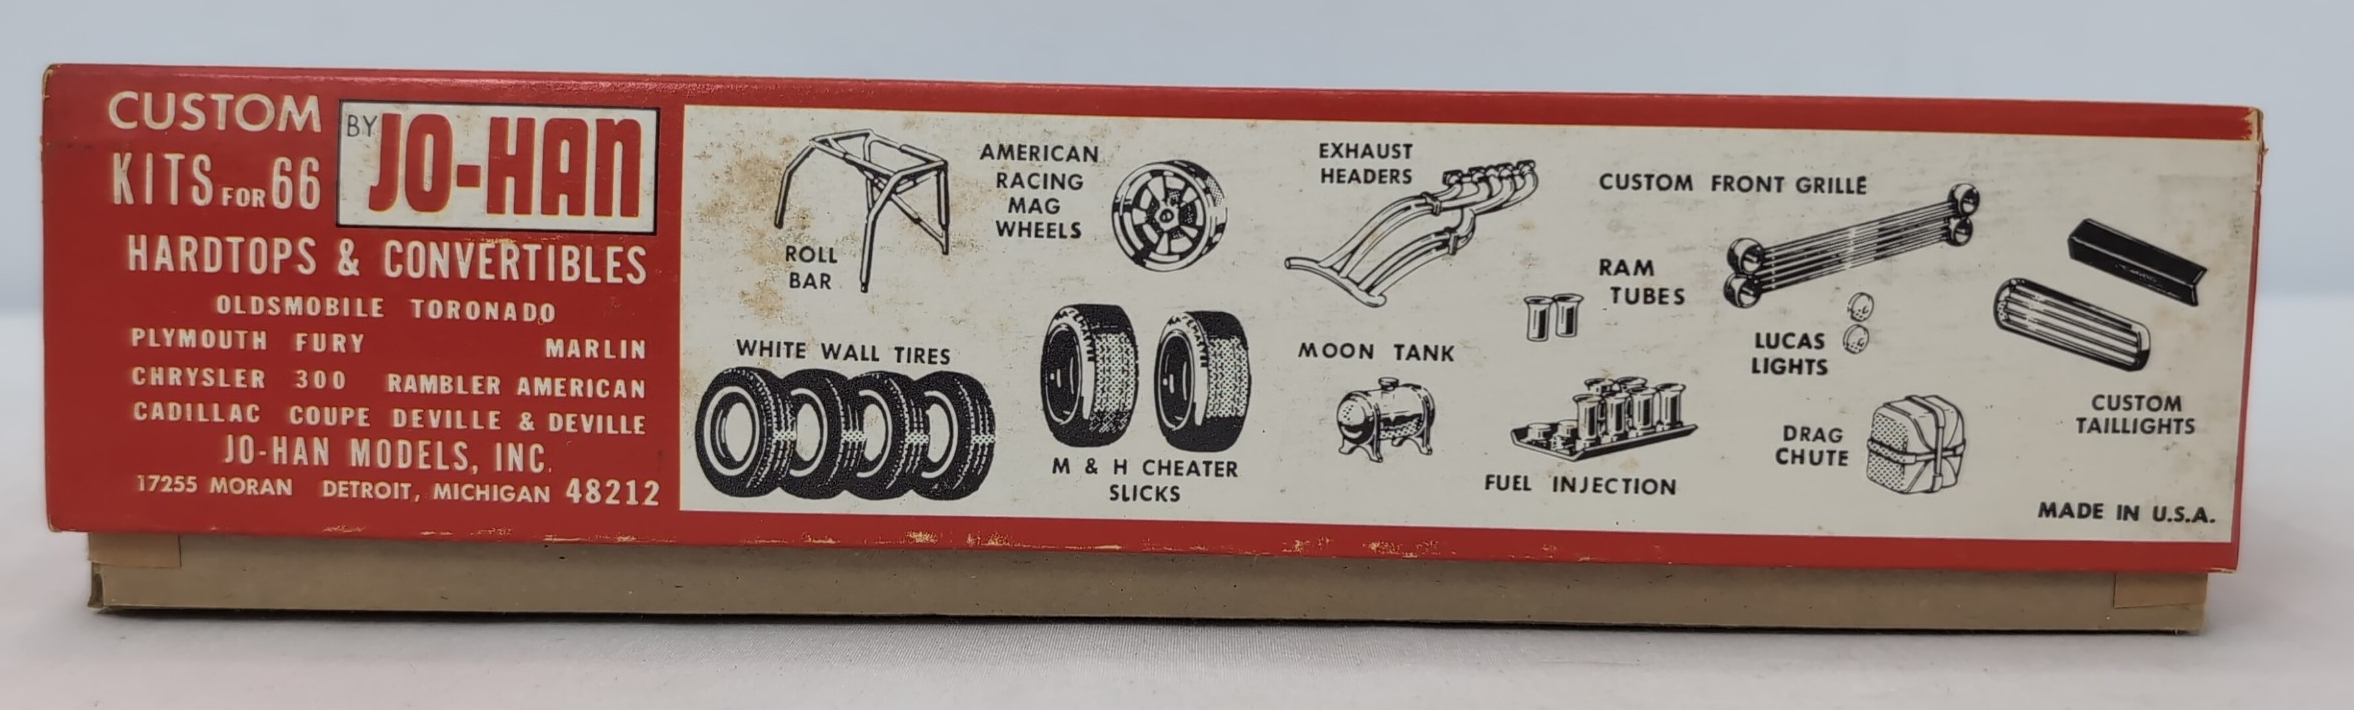 CUSTOM
BY JO-HAN
KITS FOR 66
HARDTOPS & CONVERTIBLES
OLDSMOBILE TORONADO
PLYMOUTH FURY MARLIN
CHRYSLER 300 RAMBLER AMERICAN
CADILLAC COUPE DEVILLE & DEVILLE
JO-HAN MODELS, INC.
17255 MORAN DETROIT, MICHIGAN 48212
ROLL
BAR
AMERICAN
RACING
MAG
WHEELS
EXHAUST
HEADERS
CUSTOM FRONT GRILLE
RAM
TUBES
LUCAS
LIGHTS
WHITE WALL TIRES
M & H CHEATER
SLICKS
MOON TANK
FUEL INJECTION
DRAG
CHUTE
CUSTOM
TAILLIGHTS
MADE IN U.S.A.